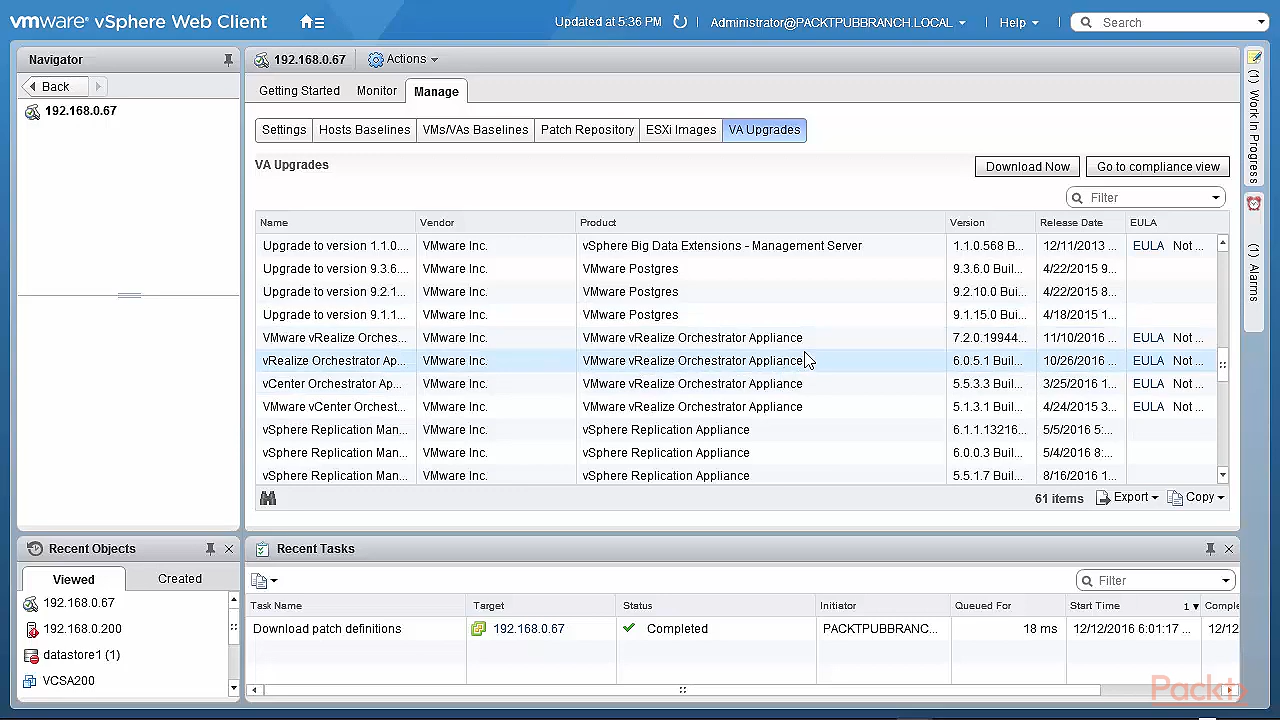 vmware® vSphere Web Client
Updated at 5:36 PM
Administrator@PACKTPUBBRANCH.LOCAL
Help
Search
Navigator
Back
192.168.0.67
192.168.0.67
Actions
Getting Started Monitor Manage
Settings Hosts Baselines VMs/VAs Baselines Patch Repository ESXi Images VA Upgrades
VA Upgrades
Download Now
Go to compliance view
Filter
Name Vendor Product Version Release Date EULA
Upgrade to version 1.1.0.... VMware Inc. vSphere Big Data Extensions - Management Server 1.1.0.568 B... 12/11/2013 ... EULA Not ...
Upgrade to version 9.3.6.... VMware Inc. VMware Postgres 9.3.6.0 Buil... 4/22/2015 9...
Upgrade to version 9.2.1... VMware Inc. VMware Postgres 9.2.10.0 Buil... 4/22/2015 8...
Upgrade to version 9.1.1... VMware Inc. VMware Postgres 9.1.15.0 Buil... 4/18/2015 1...
VMware vRealize Orches... VMware Inc. VMware vRealize Orchestrator Appliance 7.2.0.19944... 11/10/2016 ... EULA Not ...
vRealize Orchestrator Ap... VMware Inc. VMware vRealize Orchestrator Appliance 6.0.5.1 Buil... 10/26/2016 ... EULA Not ...
vCenter Orchestrator Ap... VMware Inc. VMware vRealize Orchestrator Appliance 5.5.3.3 Buil... 3/25/2016 1... EULA Not ...
VMware vCenter Orchest... VMware Inc. VMware vRealize Orchestrator Appliance 5.1.3.1 Buil... 4/24/2015 3... EULA Not ...
vSphere Replication Man... VMware Inc. vSphere Replication Appliance 6.1.1.13216... 5/5/2016 5:...
vSphere Replication Man... VMware Inc. vSphere Replication Appliance 6.0.0.3 Buil... 5/4/2016 8:...
vSphere Replication Man... VMware Inc. vSphere Replication Appliance 5.5.1.7 Buil... 8/16/2016 1...
61 items Export Copy
(1) Work In Progress
(1) Alarms
Recent Objects
Viewed Created
192.168.0.67
192.168.0.200
datastore1 (1)
VCSA200
Recent Tasks
Filter
Task Name Target Status Initiator Queued For Start Time 1 Comple
Download patch definitions 192.168.0.67 Completed PACKTPUBBRANC... 18 ms 12/12/2016 6:01:17 ... 12/12
Packt